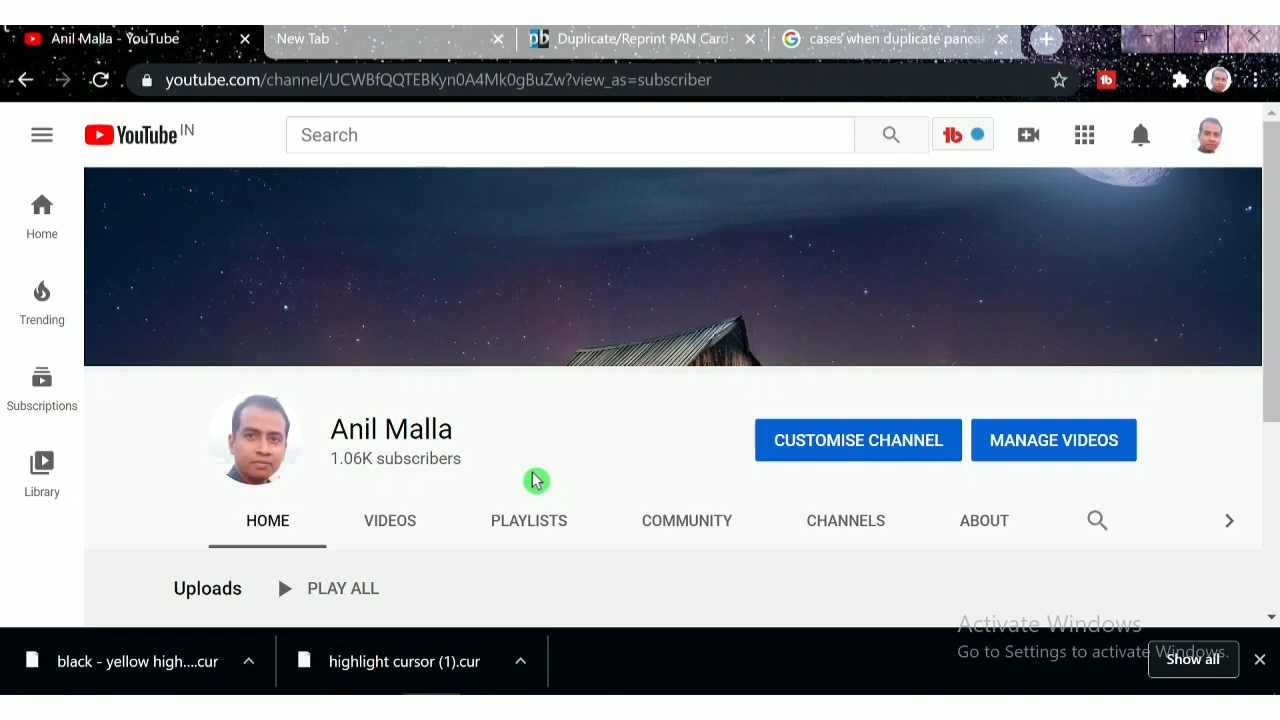 Anil Malla - YouTube
New Tab
Duplicate/Reprint PAN Card
cases when duplicate panca
youtube.com/channel/UCWBfQQTEBKyn0A4Mk0gBuZw?view_as=subscriber
YouTube IN
Search
Home
Trending
Subscriptions
Library
Anil Malla
1.06K subscribers
CUSTOMISE CHANNEL
MANAGE VIDEOS
HOME
VIDEOS
PLAYLISTS
COMMUNITY
CHANNELS
ABOUT
Uploads
PLAY ALL
Activate Windows
Go to Settings to activate Windows.
black - yellow high....cur
highlight cursor (1).cur
Show all